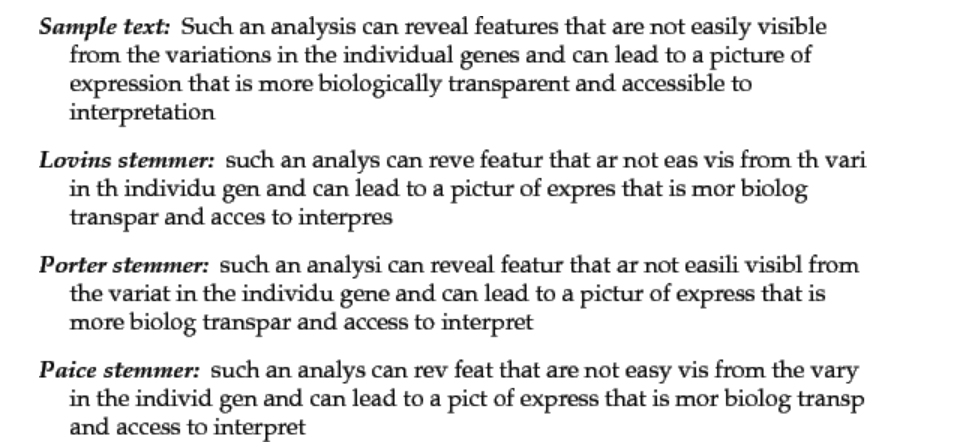 Sample text: Such an analysis can reveal features that are not easily visible
from the variations in the individual genes and can lead to a picture of
expression that is more biologically transparent and accessible to
interpretation
Lovins stemmer: such an analys can reve featur that ar not eas vis from th vari
in th individu gen and can lead to a pictur of expres that is mor biolog
transpar and acces to interpres
Porter stemmer: such an analysi can reveal featur that ar not easili visibl from
the variat in the individu gene and can lead to a pictur of express that is
more biolog transpar and access to interpret
Paice stemmer: such an analys can rev feat that are not easy vis from the vary
in the individ gen and can lead to a pict of express that is mor biolog transp
and access to interpret